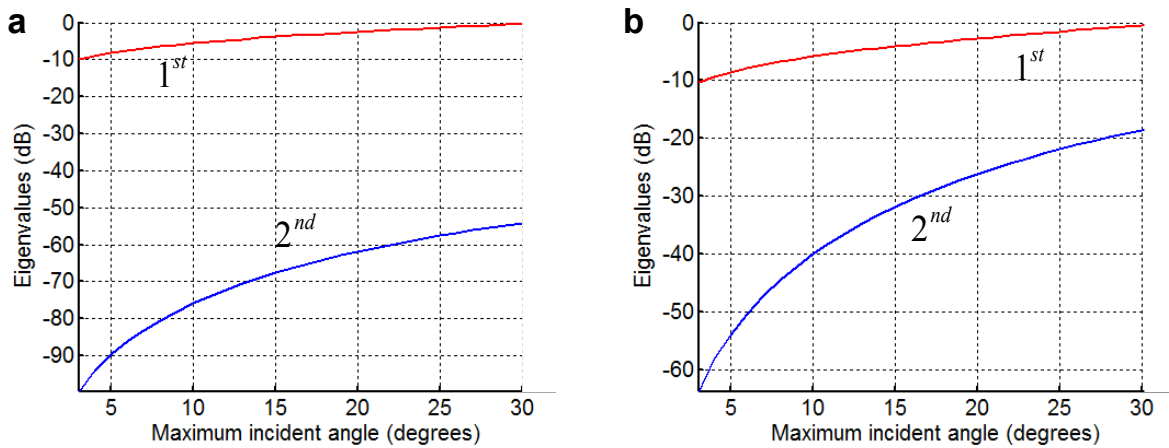 a
Eigenvalues (dB)
0
-10
-20
-30
-40
-50
-60
-70
-80
-90
1st
2nd
5 10 15 20 25 30
Maximum incident angle (degrees)
b
Eigenvalues (dB)
0
-10
-20
-30
-40
-50
-60
1st
2nd
5 10 15 20 25 30
Maximum incident angle (degrees)